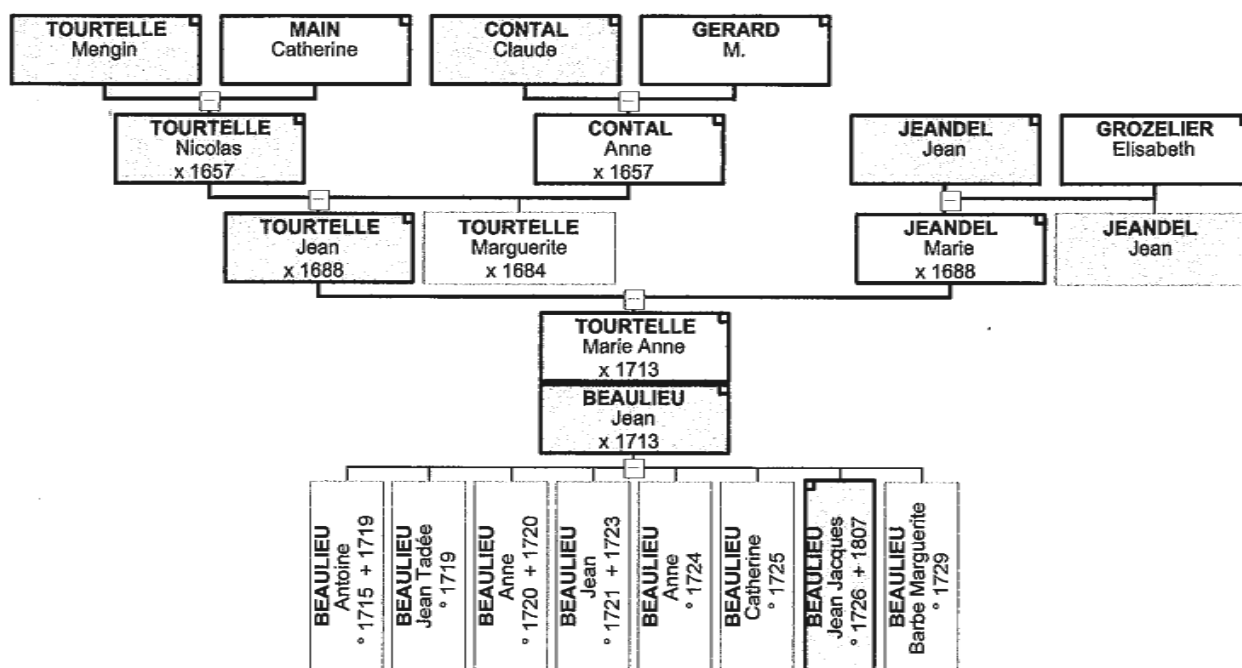 TOURTELLE
Mengin
MAIN
Catherine
CONTAL
Claude
GERARD
M.
TOURTELLE
Nicolas
x 1657
CONTAL
Anne
x 1657
JEANDEL
Jean
GROZELIER
Elisabeth
TOURTELLE
Jean
x 1688
TOURTELLE
Marguerite
x 1684
JEANDEL
Marie
x 1688
JEANDEL
Jean
TOURTELLE
Marie Anne
x 1713
BEAULIEU
Jean
x 1713
BEAULIEU
Antoine
° 1715 + 1719
BEAULIEU
Jean Tadée
° 1719
BEAULIEU
Anne
° 1720 + 1720
BEAULIEU
Jean
° 1721 + 1723
BEAULIEU
Anne
° 1724
BEAULIEU
Catherine
° 1725
BEAULIEU
Jean Jacques
° 1726 + 1807
BEAULIEU
Barbe Marguerite
° 1729